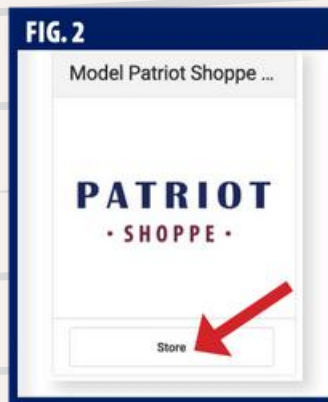 FIG. 2
Model Patriot Shoppe ...
PATRIOT
• SHOPPE •
Store